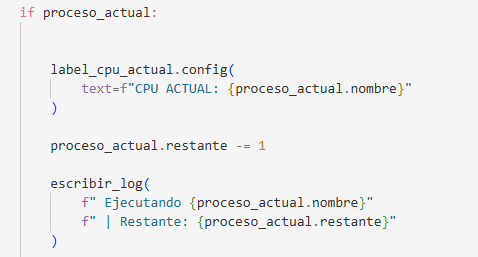 if proceso_actual:
label_cpu_actual.config(
text=f"CPU ACTUAL: {proceso_actual.nombre}"
)
proceso_actual.restante -= 1
escribir_log(
f" Ejecutando {proceso_actual.nombre}"
f" | Restante: {proceso_actual.restante}"
)